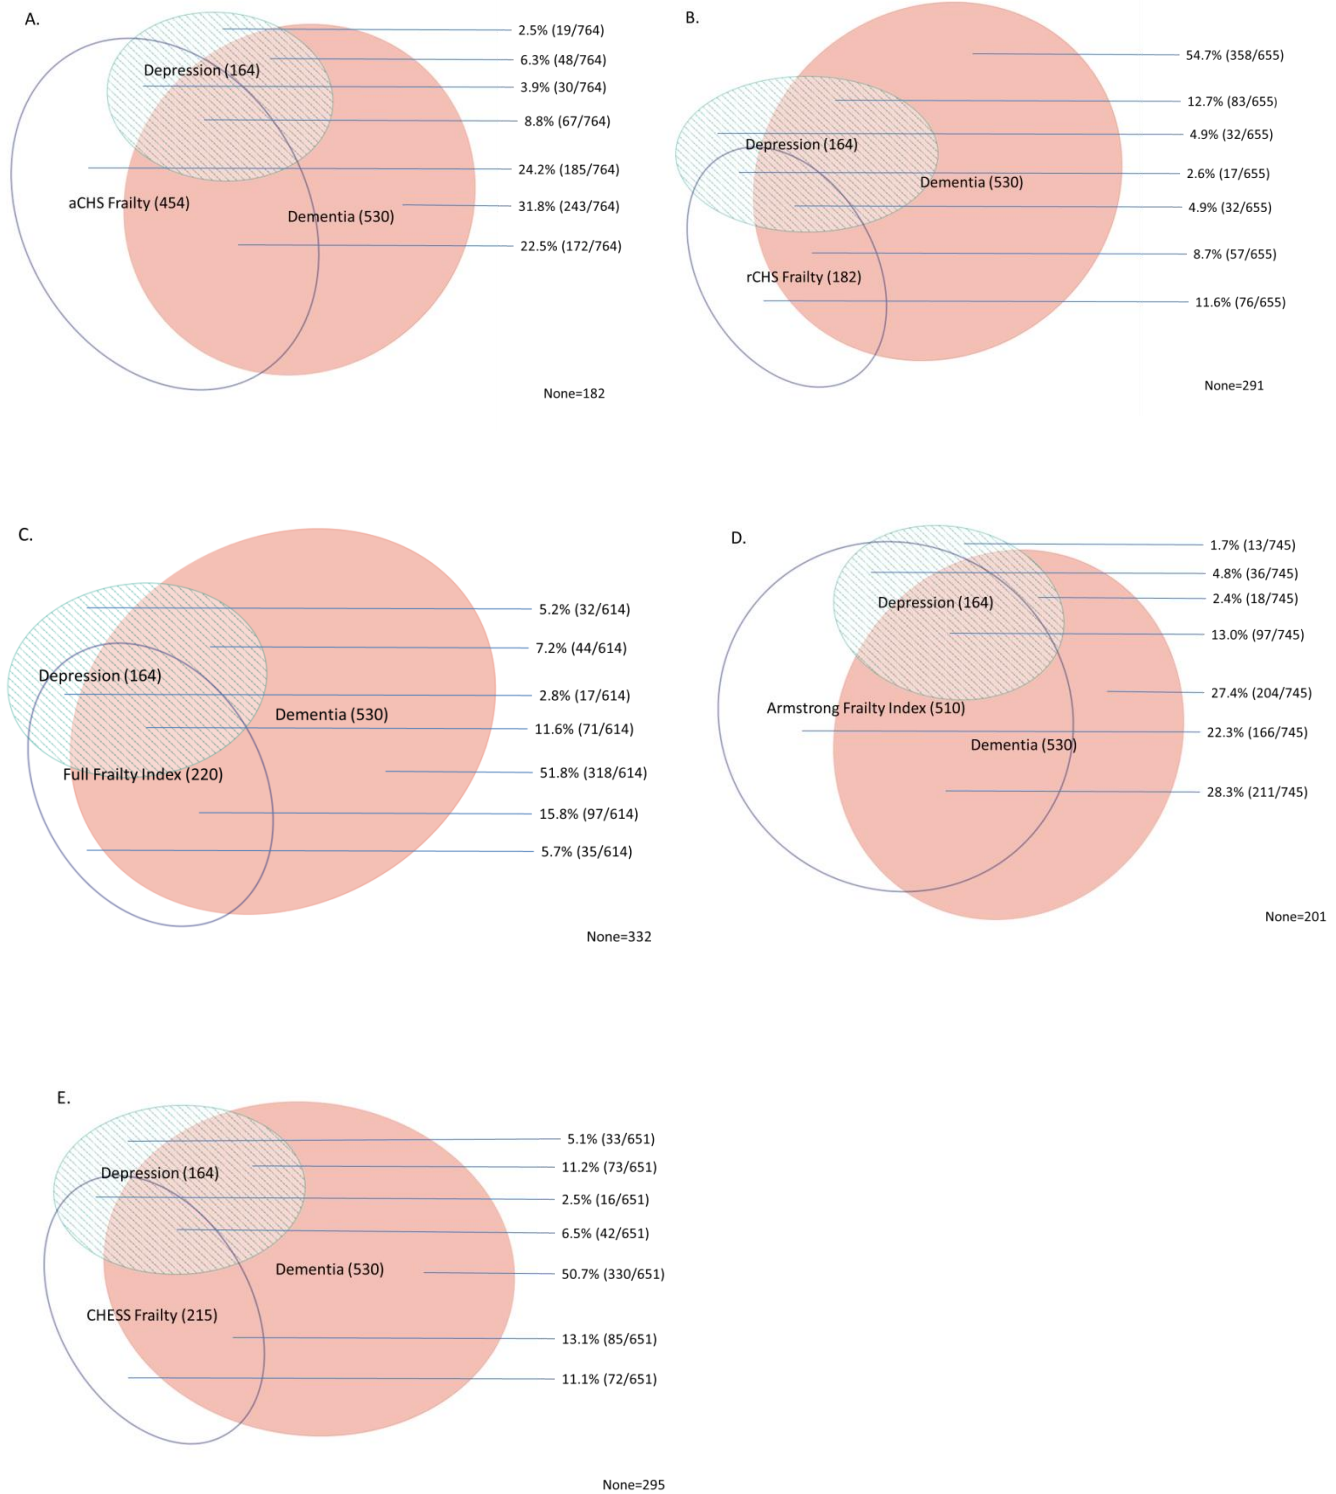 A.
2.5% (19/764)
6.3% (48/764)
Depression (164)
3.9% (30/764)
8.8% (67/764)
24.2% (185/764)
aCHS Frailty (454)
31.8% (243/764)
Dementia (530)
22.5% (172/764)
None=182
B.
54.7% (358/655)
12.7% (83/655)
4.9% (32/655)
Depression (164)
2.6% (17/655)
Dementia (530)
4.9% (32/655)
8.7% (57/655)
rCHS Frailty (182)
11.6% (76/655)
None=291
C.
5.2% (32/614)
7.2% (44/614)
Depression (164)
2.8% (17/614)
Dementia (530)
11.6% (71/614)
Full Frailty Index (220)
51.8% (318/614)
15.8% (97/614)
5.7% (35/614)
None=332
D.
1.7% (13/745)
4.8% (36/745)
2.4% (18/745)
Depression (164)
13.0% (97/745)
27.4% (204/745)
Armstrong Frailty Index (510)
22.3% (166/745)
Dementia (530)
28.3% (211/745)
None=201
E.
5.1% (33/651)
11.2% (73/651)
Depression (164)
2.5% (16/651)
6.5% (42/651)
Dementia (530)
50.7% (330/651)
CHESS Frailty (215)
13.1% (85/651)
11.1% (72/651)
None=295